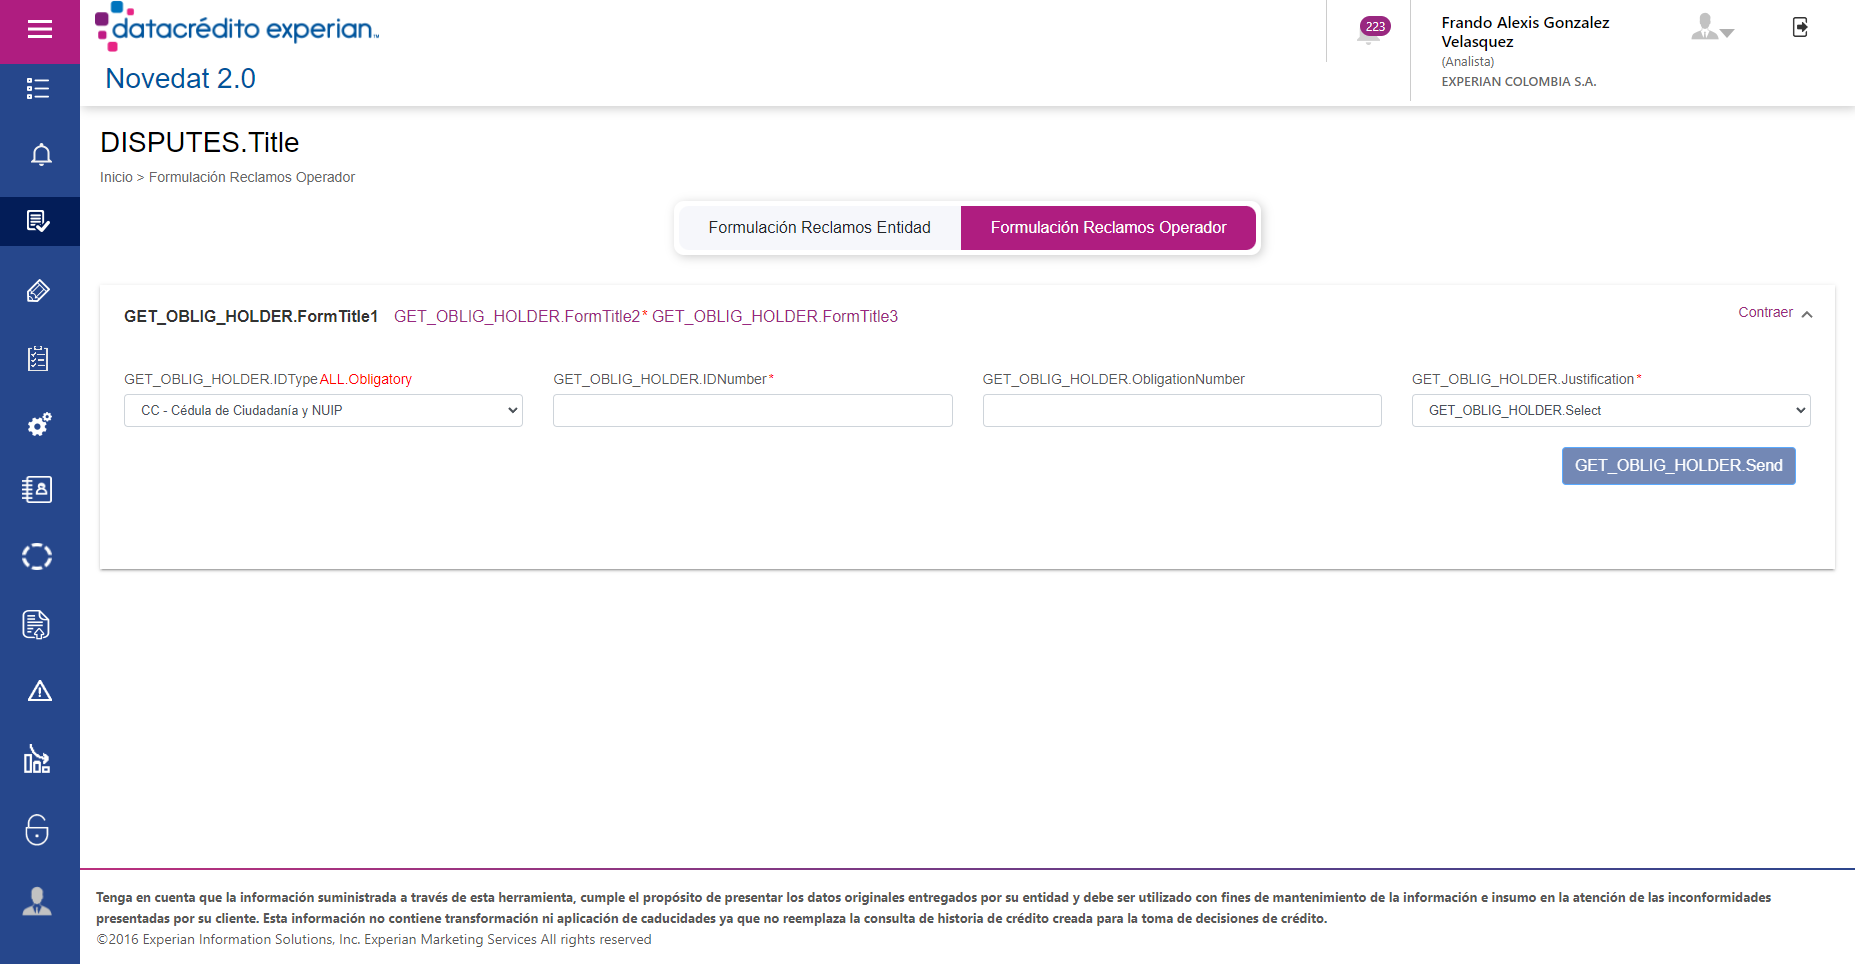 datacrédito experian™
Novedat 2.0
223
Frando Alexis Gonzalez
Velasquez
(Analista)
EXPERIAN COLOMBIA S.A.
DISPUTES.Title
Inicio > Formulación Reclamos Operador
Formulación Reclamos Entidad
Formulación Reclamos Operador
GET_OBLIG_HOLDER.FormTitle1 GET_OBLIG_HOLDER.FormTitle2* GET_OBLIG_HOLDER.FormTitle3
Contraer
GET_OBLIG_HOLDER.IDType ALL.Obligatory
GET_OBLIG_HOLDER.IDNumber*
GET_OBLIG_HOLDER.ObligationNumber
GET_OBLIG_HOLDER.Justification*
CC - Cédula de Ciudadanía y NUIP
GET_OBLIG_HOLDER.Select
GET_OBLIG_HOLDER.Send
Tenga en cuenta que la información suministrada a través de esta herramienta, cumple el propósito de presentar los datos originales entregados por su entidad y debe ser utilizado con fines de mantenimiento de la información e insumo en la atención de las inconformidades
presentadas por su cliente. Esta información no contiene transformación ni aplicación de caducidades ya que no reemplaza la consulta de historia de crédito creada para la toma de decisiones de crédito.
©2016 Experian Information Solutions, Inc. Experian Marketing Services All rights reserved